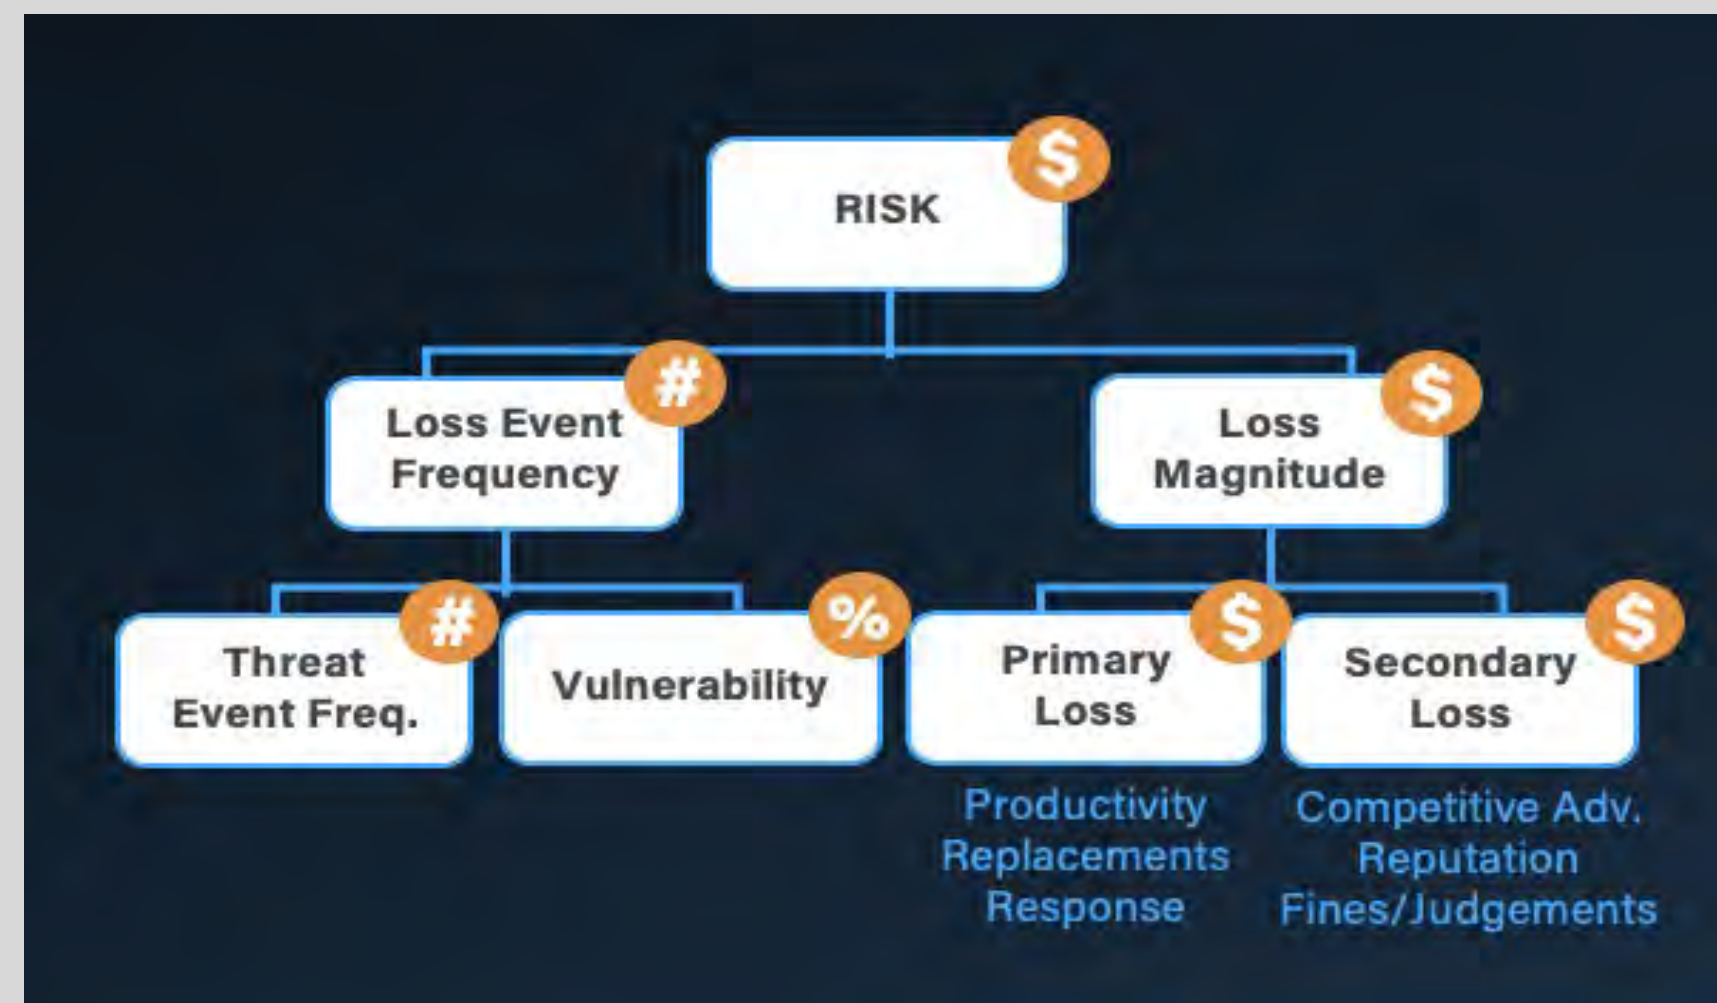 $
RISK
#
Loss Event
Frequency
$
Loss
Magnitude
#
Threat
Event Freq.
%
Vulnerability
$
Primary
Loss
$
Secondary
Loss
Productivity
Replacements
Response
Competitive Adv.
Reputation
Fines/Judgements